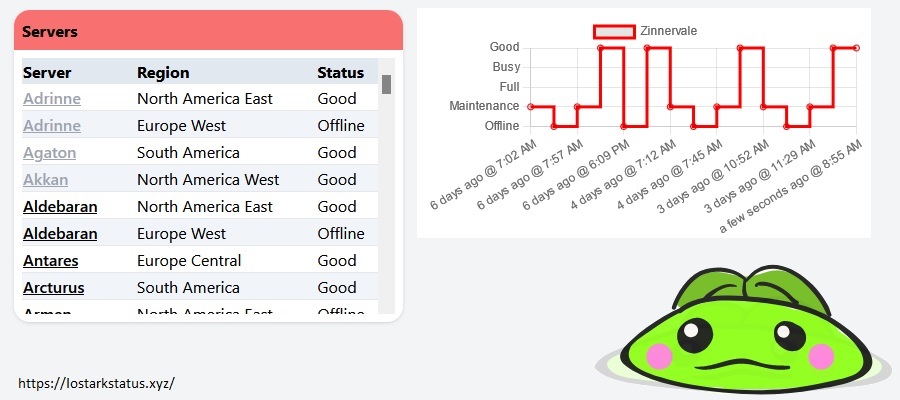 Servers
Server Region Status
Adrinne North America East Good
Adrinne Europe West Offline
Agaton South America Good
Akkan North America West Good
Aldebaran North America East Good
Aldebaran Europe West Offline
Antares Europe Central Good
Arcturus South America Good
Armen North America East Offline
https://lostarkstatus.xyz/
Zinnervale
Good
Busy
Full
Maintenance
Offline
6 days ago @ 7:02 AM
6 days ago @ 7:57 AM
6 days ago @ 6:09 PM
4 days ago @ 7:12 AM
4 days ago @ 7:45 AM
3 days ago @ 10:52 AM
3 days ago @ 11:29 AM
a few seconds ago @ 8:55 AM